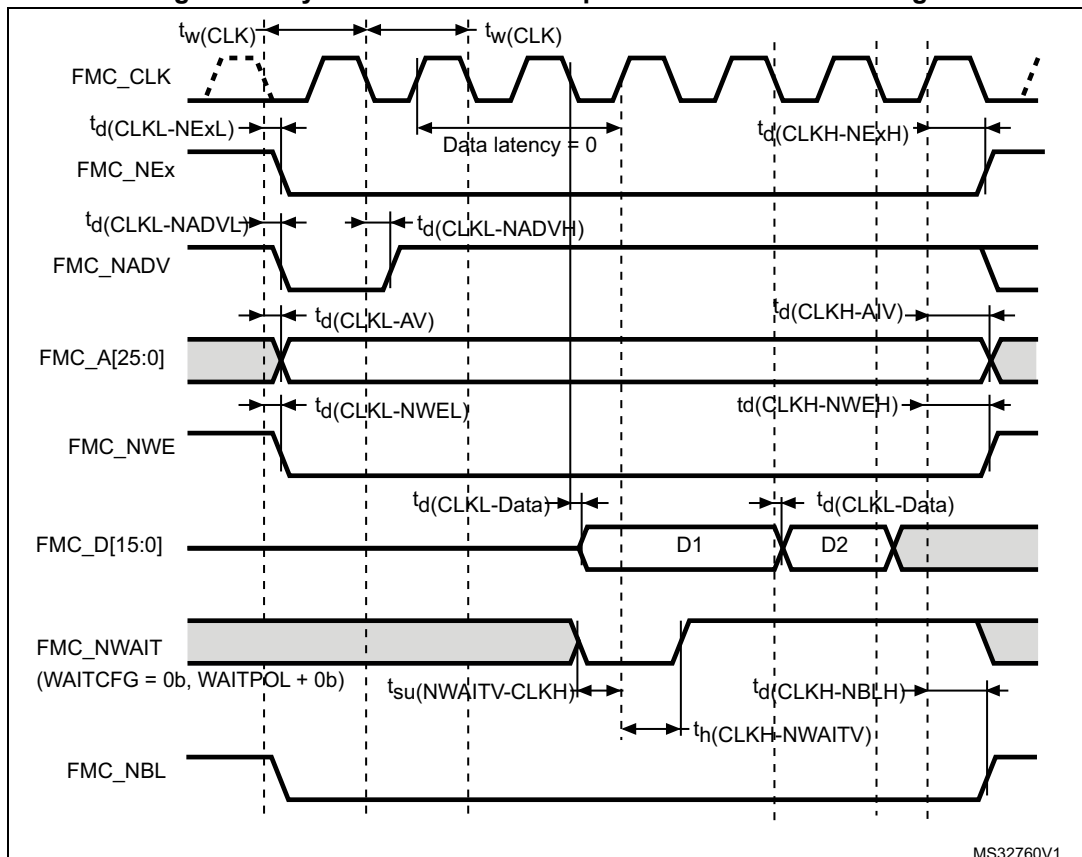 tw(CLK) tw(CLK)
FMC_CLK
td(CLKL-NExL) Data latency = 0 td(CLKH-NExH)
FMC_NEx
td(CLKL-NADVL) td(CLKL-NADVH)
FMC_NADV
td(CLKL-AV) td(CLKH-AIV)
FMC_A[25:0]
td(CLKL-NWEL) td(CLKH-NWEH)
FMC_NWE
td(CLKL-Data) td(CLKL-Data)
FMC_D[15:0] D1 D2
FMC_NWAIT
(WAITCFG = 0b, WAITPOL + 0b)
tsu(NWAITV-CLKH) td(CLKH-NBLH)
th(CLKH-NWAITV)
FMC_NBL
MS32760V1